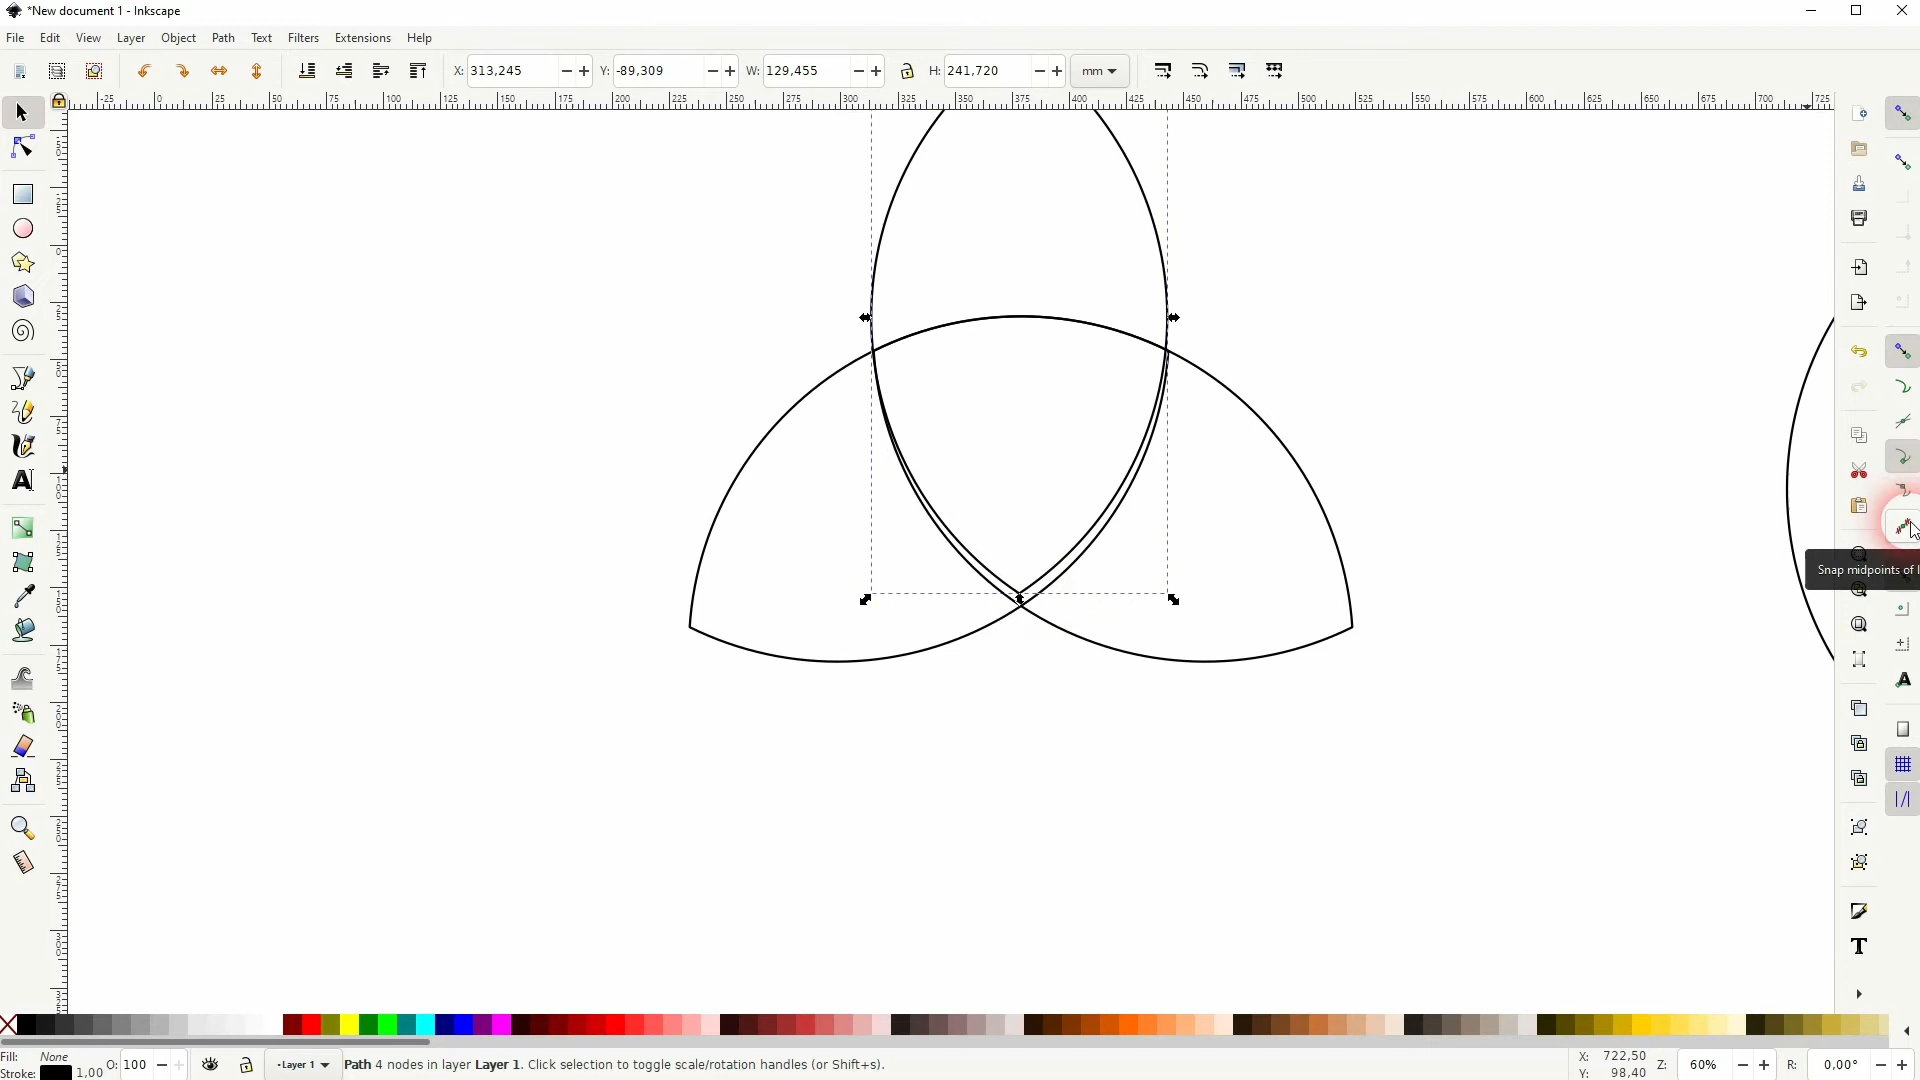 *New document 1 - Inkscape
File Edit View Layer Object Path Text Filters Extensions Help
X: 313,245 Y: -89,309 W: 129,455 H: 241,720 mm
-25 0 25 50 75 100 125 150 175 200 225 250 275 300 325 350 375 400 425 450 475 500 525 550 575 600 625 650 675 700 725
Snap midpoints of l
Fill: None O: 100 -Layer 1 Path 4 nodes in layer Layer 1. Click selection to toggle scale/rotation handles (or Shift+s). X: 722,50 Z: 60% R: 0,00°
Stroke: 1,00 Y: 98,40